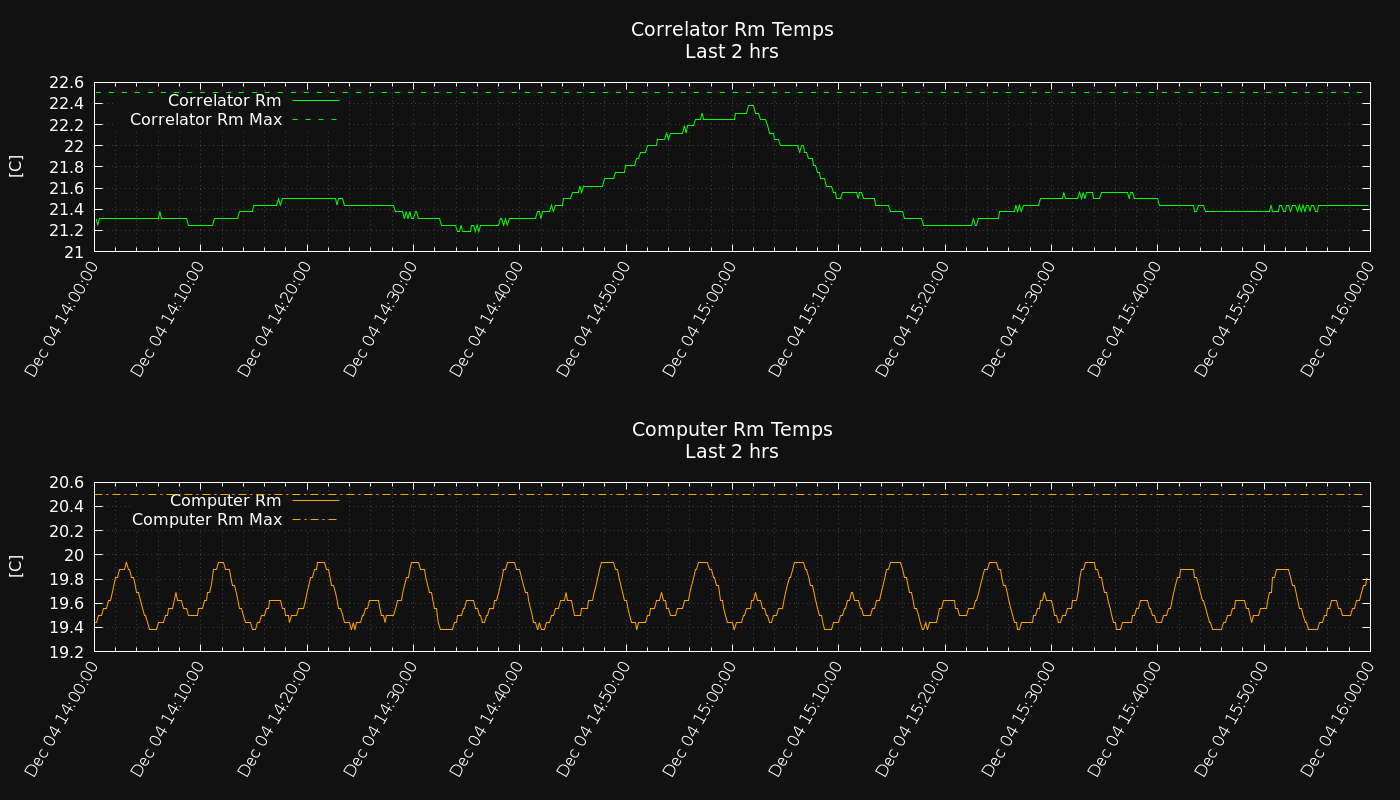 Correlator Rm Temps
Last 2 hrs
22.6
22.4
22.2
22
21.8
21.6
21.4
21.2
21
[C]
Correlator Rm
Correlator Rm Max
Dec 04 14:00:00
Dec 04 14:10:00
Dec 04 14:20:00
Dec 04 14:30:00
Dec 04 14:40:00
Dec 04 14:50:00
Dec 04 15:00:00
Dec 04 15:10:00
Dec 04 15:20:00
Dec 04 15:30:00
Dec 04 15:40:00
Dec 04 15:50:00
Dec 04 16:00:00
Computer Rm Temps
Last 2 hrs
20.6
20.4
20.2
20
19.8
19.6
19.4
19.2
[C]
Computer Rm
Computer Rm Max
Dec 04 14:00:00
Dec 04 14:10:00
Dec 04 14:20:00
Dec 04 14:30:00
Dec 04 14:40:00
Dec 04 14:50:00
Dec 04 15:00:00
Dec 04 15:10:00
Dec 04 15:20:00
Dec 04 15:30:00
Dec 04 15:40:00
Dec 04 15:50:00
Dec 04 16:00:00